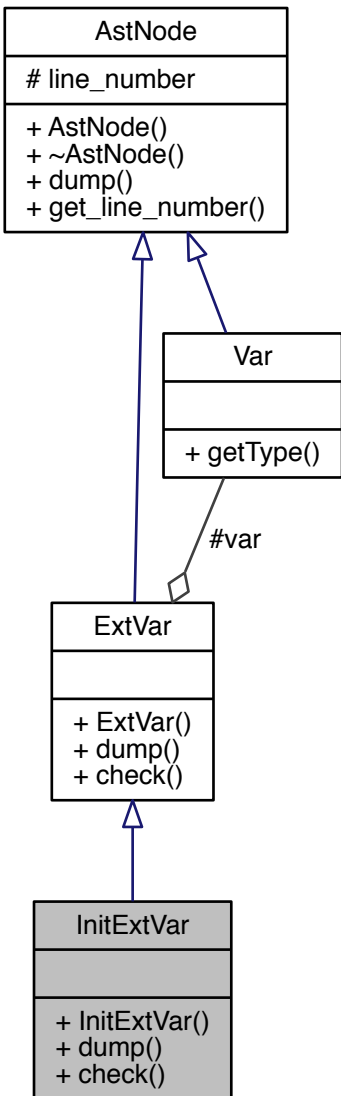 AstNode
# line_number
+ AstNode()
+ ~AstNode()
+ dump()
+ get_line_number()
Var
+ getType()
#var
ExtVar
+ ExtVar()
+ dump()
+ check()
InitExtVar
+ InitExtVar()
+ dump()
+ check()